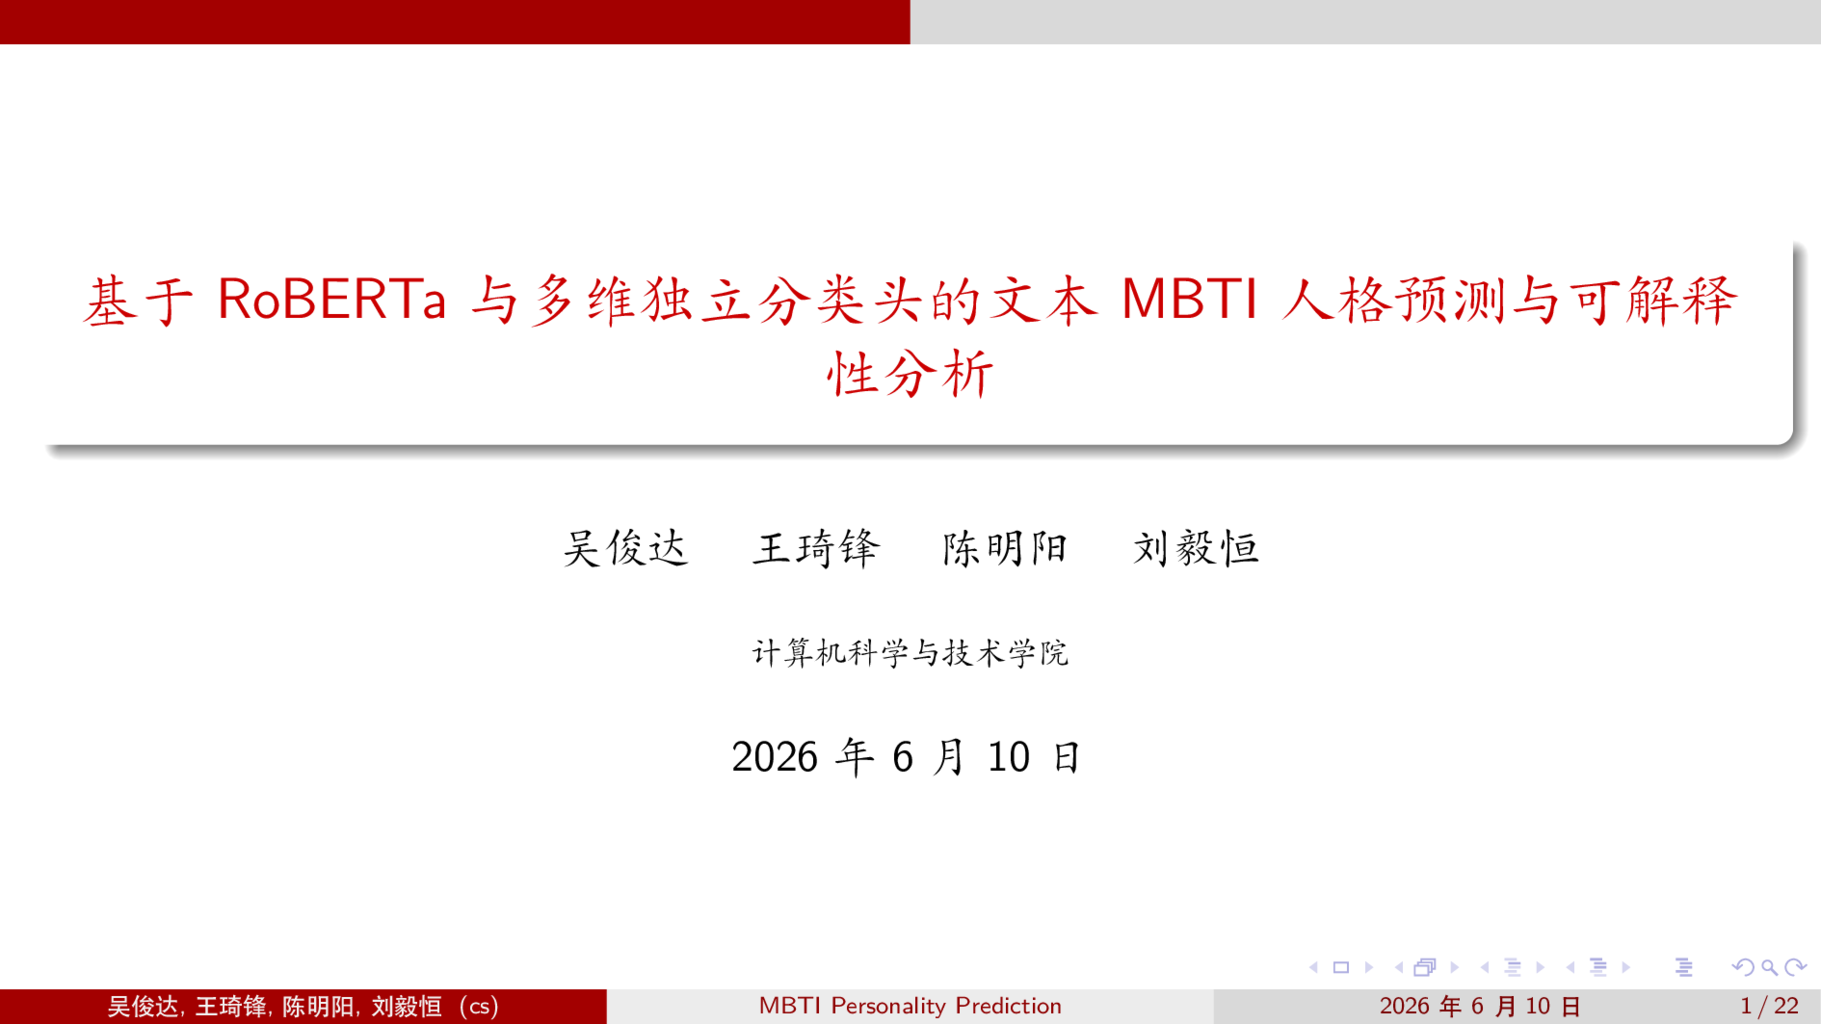 基于 RoBERTa 与多维独立分类头的文本 MBTI 人格预测与可解释
性分析
吴俊达 王琦锋 陈明阳 刘毅恒
计算机科学与技术学院
2026 年 6 月 10 日
吴俊达, 王琦锋, 陈明阳, 刘毅恒 (cs) MBTI Personality Prediction 2026 年 6 月 10 日 1 / 22